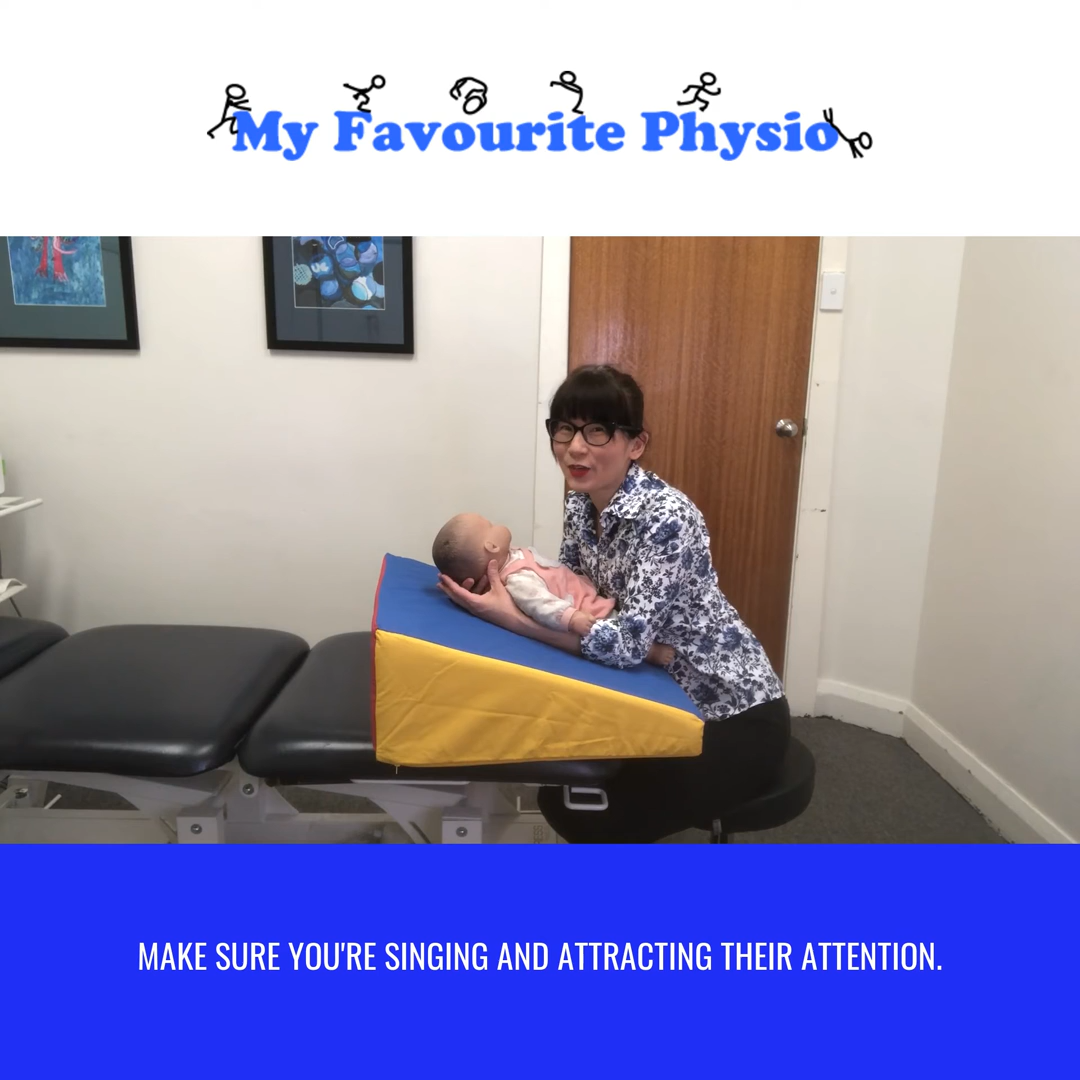 My Favourite Physio
MAKE SURE YOU'RE SINGING AND ATTRACTING THEIR ATTENTION.